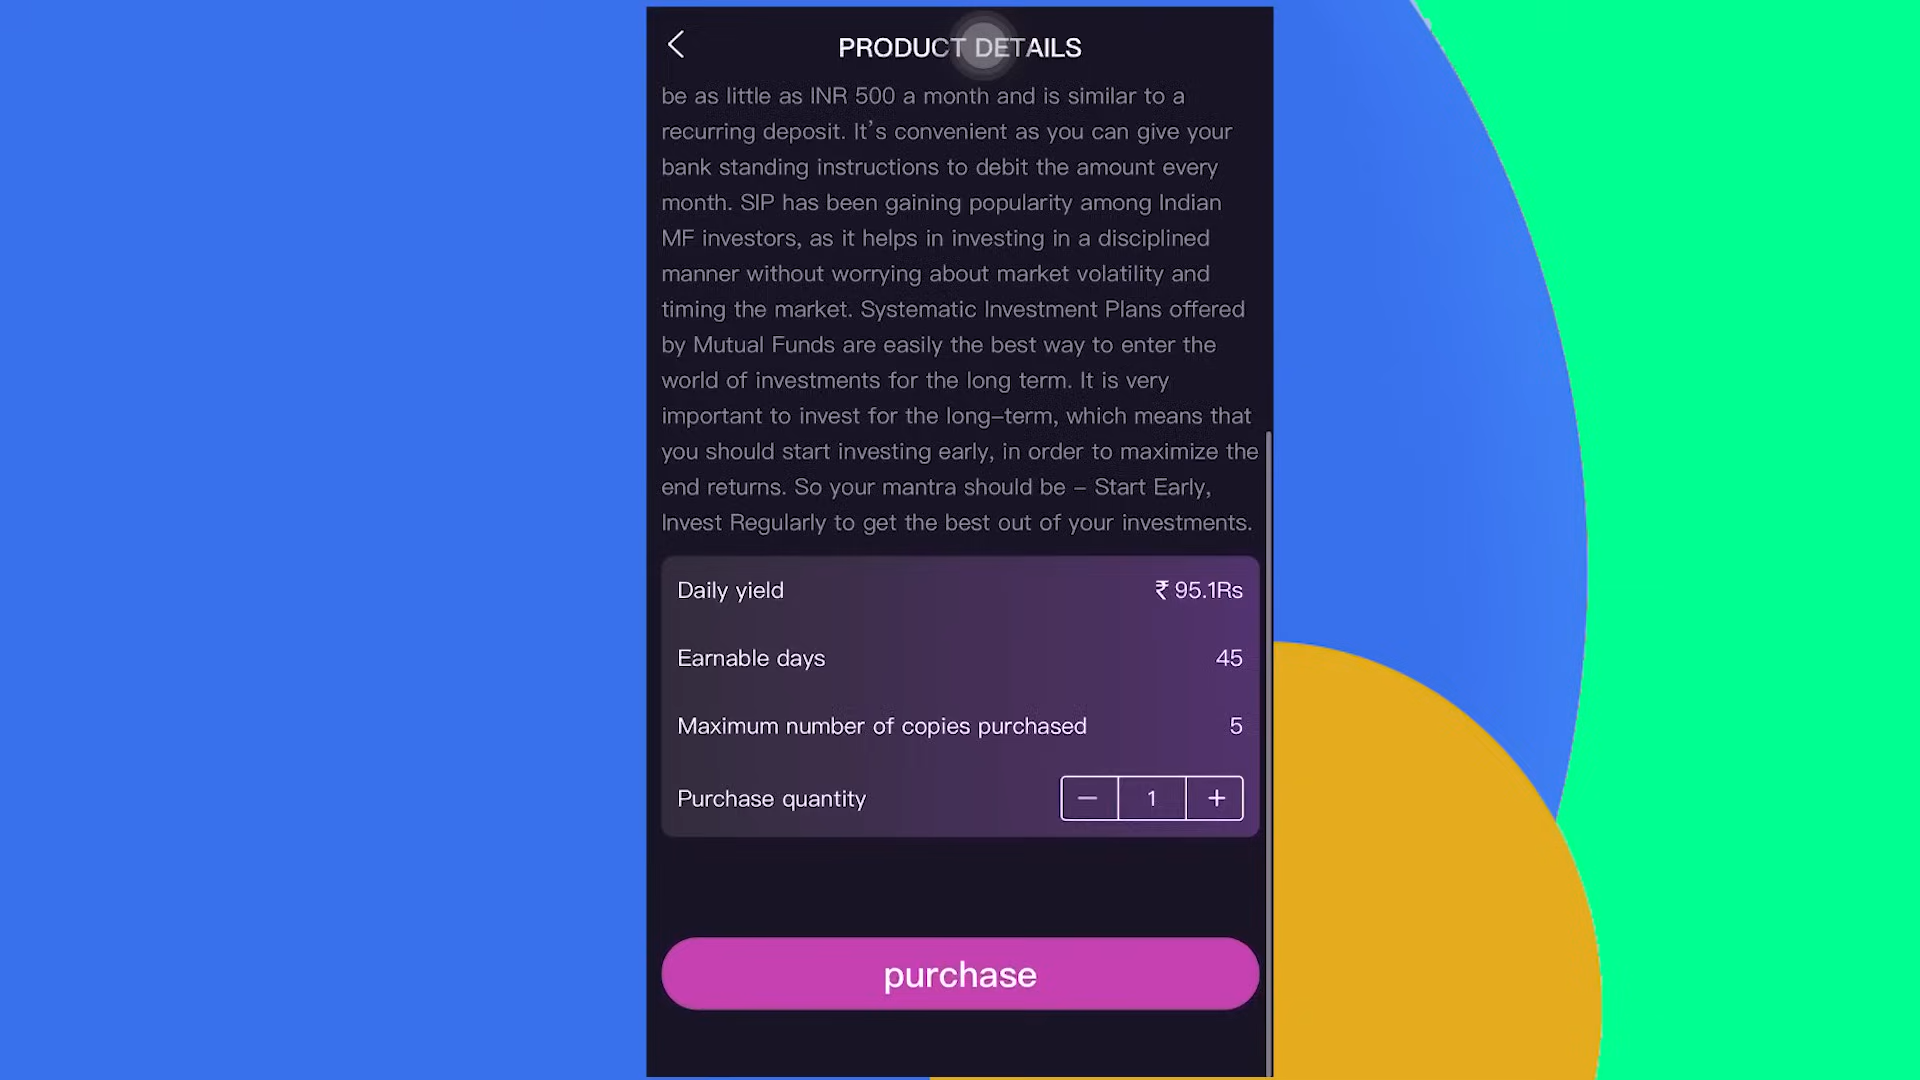 PRODUCT DETAILS
be as little as INR 500 a month and is similar to a
recurring deposit. It's convenient as you can give your
bank standing instructions to debit the amount every
month. SIP has been gaining popularity among Indian
MF investors, as it helps in investing in a disciplined
manner without worrying about market volatility and
timing the market. Systematic Investment Plans offered
by Mutual Funds are easily the best way to enter the
world of investments for the long term. It is very
important to invest for the long-term, which means that
you should start investing early, in order to maximize the
end returns. So your mantra should be - Start Early,
Invest Regularly to get the best out of your investments.
Daily yield ₹ 95.1Rs
Earnable days 45
Maximum number of copies purchased 5
Purchase quantity — 1 +
purchase